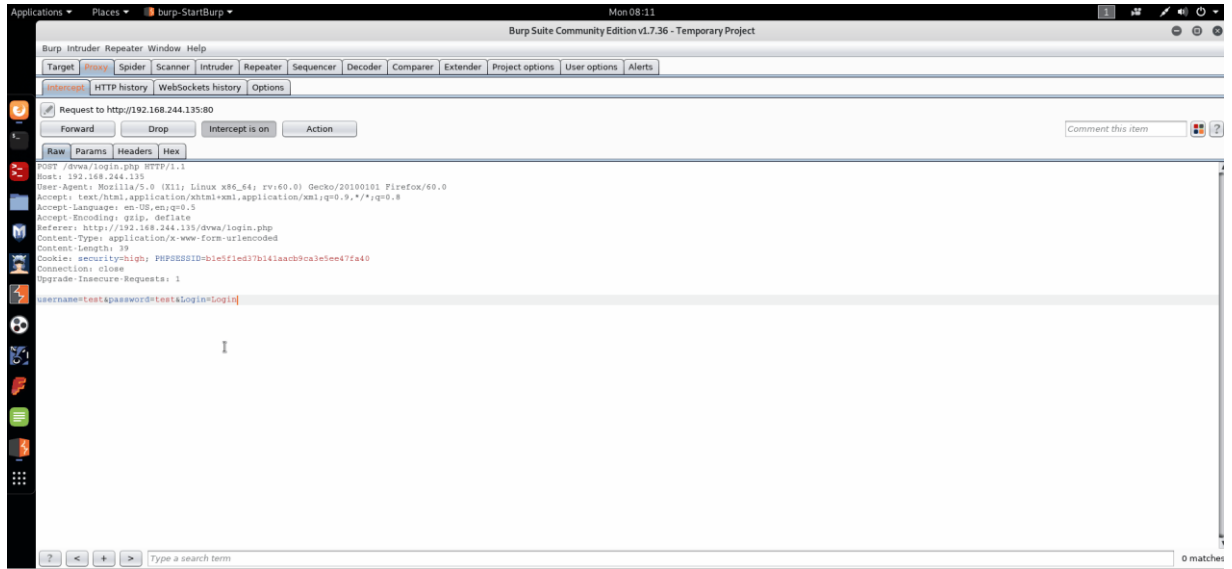 Applications Places burp-StartBurp Mon 08:11 1
Burp Suite Community Edition v1.7.36 - Temporary Project
Burp Intruder Repeater Window Help
Target Proxy Spider Scanner Intruder Repeater Sequencer Decoder Comparer Extender Project options User options Alerts
Intercept HTTP history WebSockets history Options
Request to http://192.168.244.135:80
Forward Drop Intercept is on Action Comment this item ?
Raw Params Headers Hex
POST /dvwa/login.php HTTP/1.1
Host: 192.168.244.135
User-Agent: Mozilla/5.0 (X11; Linux x86_64; rv:60.0) Gecko/20100101 Firefox/60.0
Accept: text/html,application/xhtml+xml,application/xml;q=0.9,*/*;q=0.8
Accept-Language: en-US,en;q=0.5
Accept-Encoding: gzip, deflate
Referer: http://192.168.244.135/dvwa/login.php
Content-Type: application/x-www-form-urlencoded
Content-Length: 39
Cookie: security=high; PHPSESSID=b1e5f1ed37b141aacb9ca3e5ee47fa40
Connection: close
Upgrade-Insecure-Requests: 1
username=test&password=test&Login=Login
? < + > Type a search term 0 matches